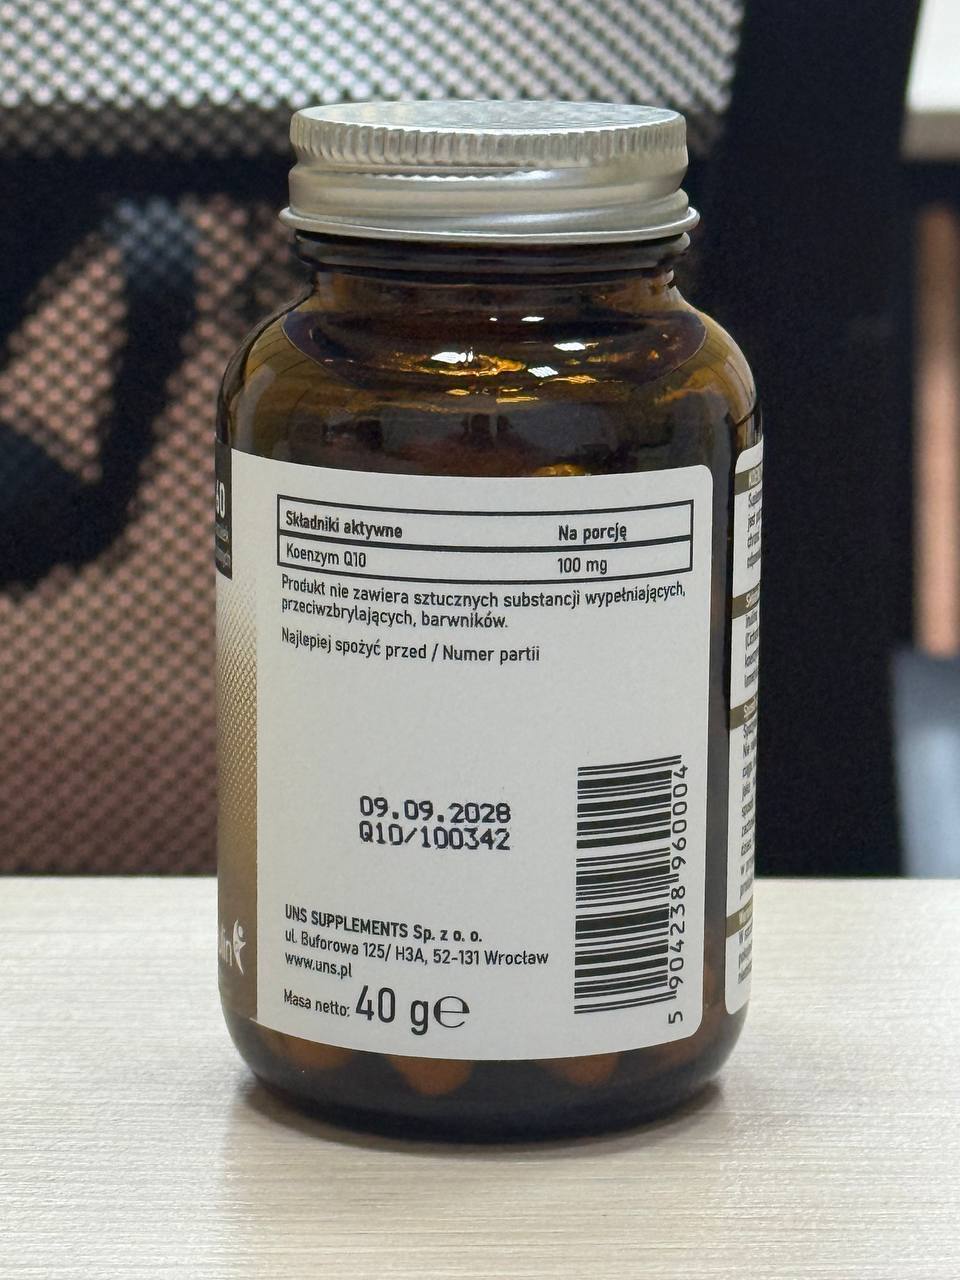 60
Składniki aktywne Na porcję
Koenzym Q10 100 mg
Produkt nie zawiera sztucznych substancji wypełniających,
przeciwzbrylających, barwników.
Najlepiej spożyć przed / Numer partii
09.09.2028
Q10/100342
UNS SUPPLEMENTS Sp. z o. o.
ul. Buforowa 125/ H3A, 52-131 Wrocław
www.uns.pl
Masa netto: 40 g e
5 904238 960004